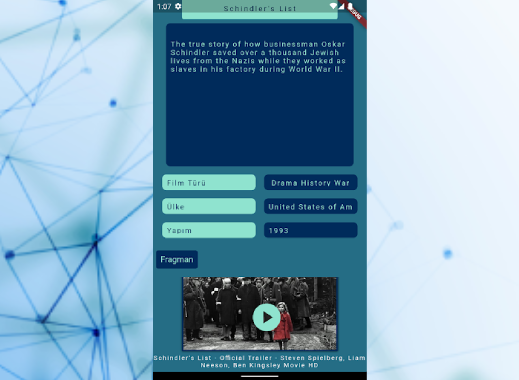 1:07
Schindler's List
The true story of how businessman Oskar
Schindler saved over a thousand Jewish
lives from the Nazis while they worked as
slaves in his factory during World War II.
Film Türü
Drama History War
Ülke
United States of Am
Yapım
1993
Fragman
Schindler's List - Official Trailer - Steven Spielberg, Liam
Neeson, Ben Kingsley Movie HD